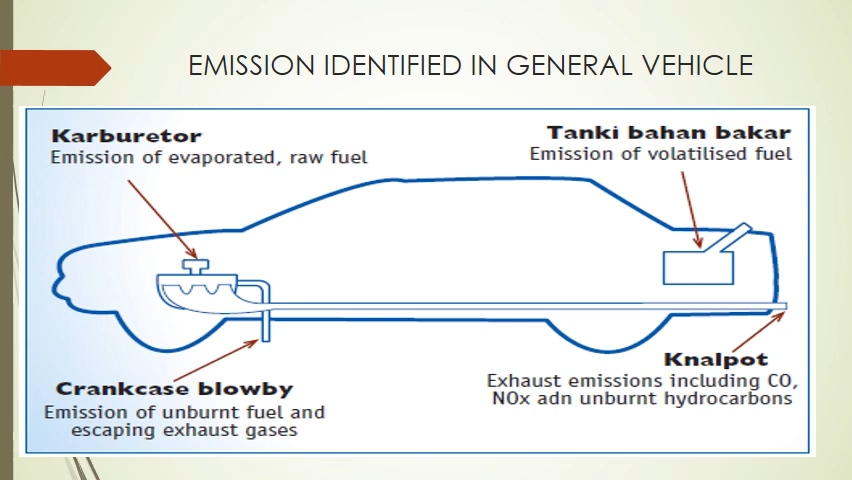 EMISSION IDENTIFIED IN GENERAL VEHICLE
Karburetor
Emission of evaporated, raw fuel
Tanki bahan bakar
Emission of volatilised fuel
Crankcase blowby
Emission of unburnt fuel and
escaping exhaust gases
Knalpot
Exhaust emissions including CO,
NOx adn unburnt hydrocarbons